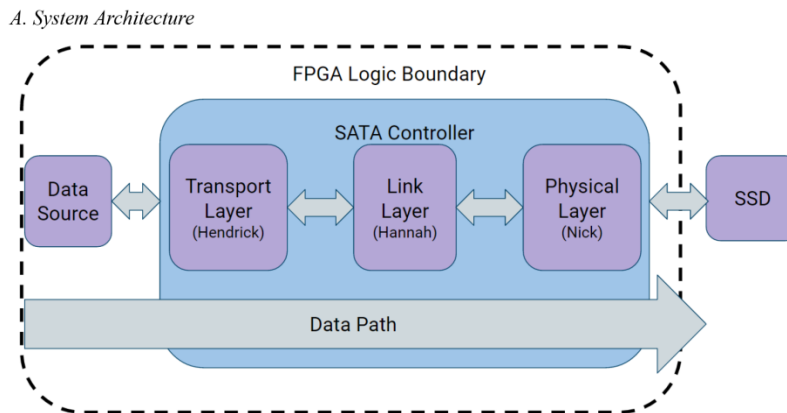 A. System Architecture
FPGA Logic Boundary
SATA Controller
Data
Source
Transport
Layer
(Hendrick)
Link
Layer
(Hannah)
Physical
Layer
(Nick)
SSD
Data Path